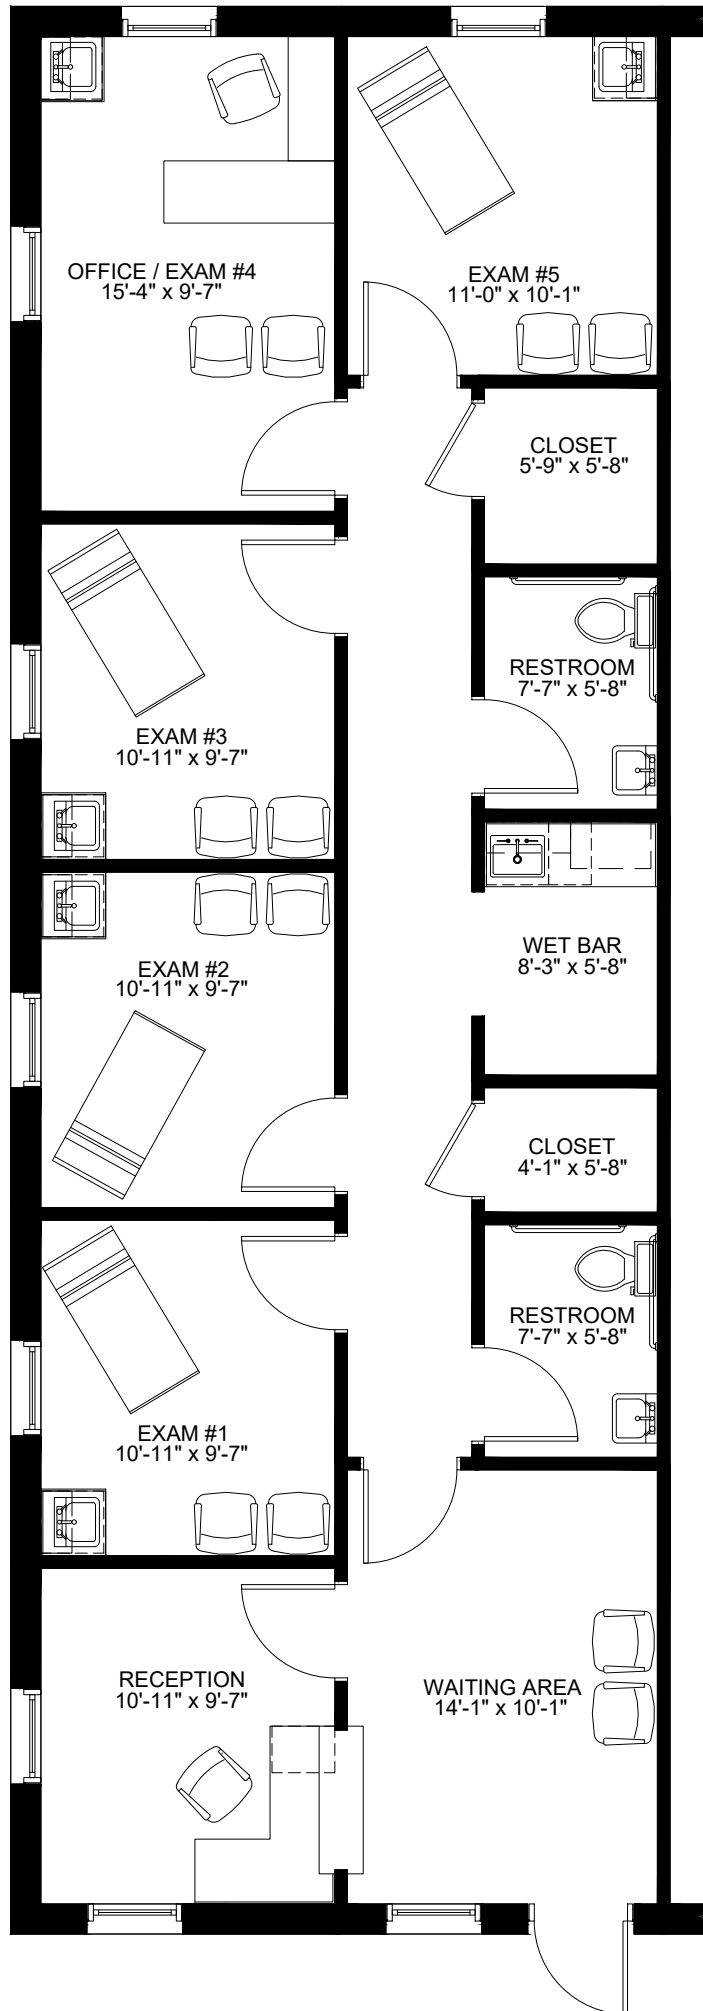 OFFICE / EXAM #4
15'-4" x 9'-7"
EXAM #5
11'-0" x 10'-1"
CLOSET
5'-9" x 5'-8"
RESTROOM
7'-7" x 5'-8"
EXAM #3
10'-11" x 9'-7"
WET BAR
8'-3" x 5'-8"
EXAM #2
10'-11" x 9'-7"
CLOSET
4'-1" x 5'-8"
RESTROOM
7'-7" x 5'-8"
EXAM #1
10'-11" x 9'-7"
RECEPTION
10'-11" x 9'-7"
WAITING AREA
14'-1" x 10'-1"